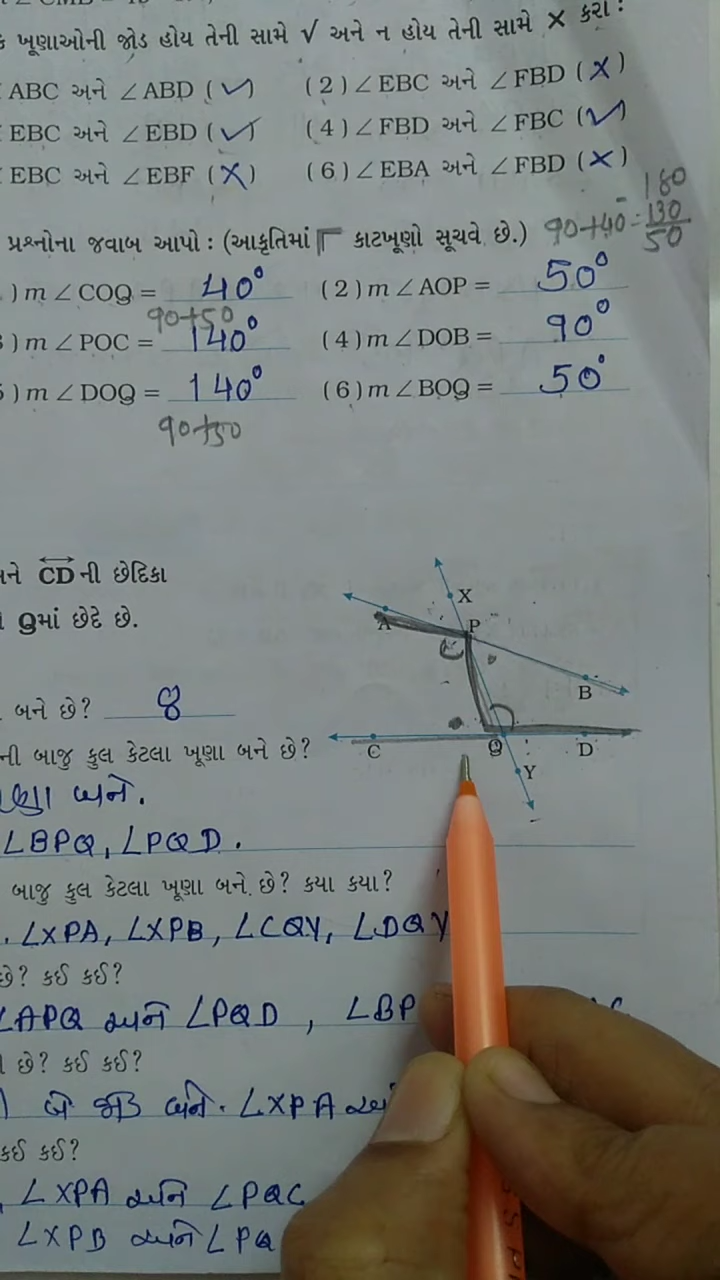 ખૂણાઓની જોડ હોય તેની સામે √ અને ન હોય તેની સામે × કરો :
ABC અને ∠ABD (✓) (2) ∠EBC અને ∠FBD (×)
EBC અને ∠EBD (✓) (4) ∠FBD અને ∠FBC (✓)
EBC અને ∠EBF (×) (6) ∠EBA અને ∠FBD (×)
180
પ્રશ્નોના જવાબ આપો : (આકૃતિમાં કાટખૂણો સૂચવે છે.) 90+40=130
50
) m ∠COQ = 40° (2) m ∠AOP = 50°
90+50
) m ∠POC = 140° (4) m ∠DOB = 90°
) m ∠DOQ = 140° (6) m ∠BOQ = 50°
90+50
ને CD ની છેદિકા
Qમાં છેદે છે.
X
A P
B
બને છે? 8
C Q D
ની બાજુ કુલ કેટલા ખૂણા બને છે?
Y
બને.
∠BPQ, ∠PQD.
બાજુ કુલ કેટલા ખૂણા બને છે? કયા કયા?
. ∠XPA, ∠XPB, ∠CQY, ∠DQY
છે? કઈ કઈ?
∠APQ અને ∠PQD , ∠BP
છે? કઈ કઈ?
બે જોડ બને. ∠XPA
કઈ કઈ?
, ∠XPA અને ∠PQC
∠XPB અને ∠PQ